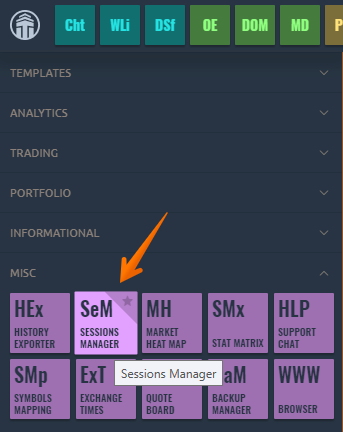 Cht WLi DSf OE DOM MD P
TEMPLATES
ANALYTICS
TRADING
PORTFOLIO
INFORMATIONAL
MISC
HEx SeM MH SMx HLP
HISTORY SESSIONS MARKET STAT MATRIX SUPPORT
EXPORTER MANAGER HEAT MAP CHAT
Sessions Manager
SMp ExT aM WWW
SYMBOLS EXCHANGE QUOTE BACKUP BROWSER
MAPPING TIMES BOARD MANAGER